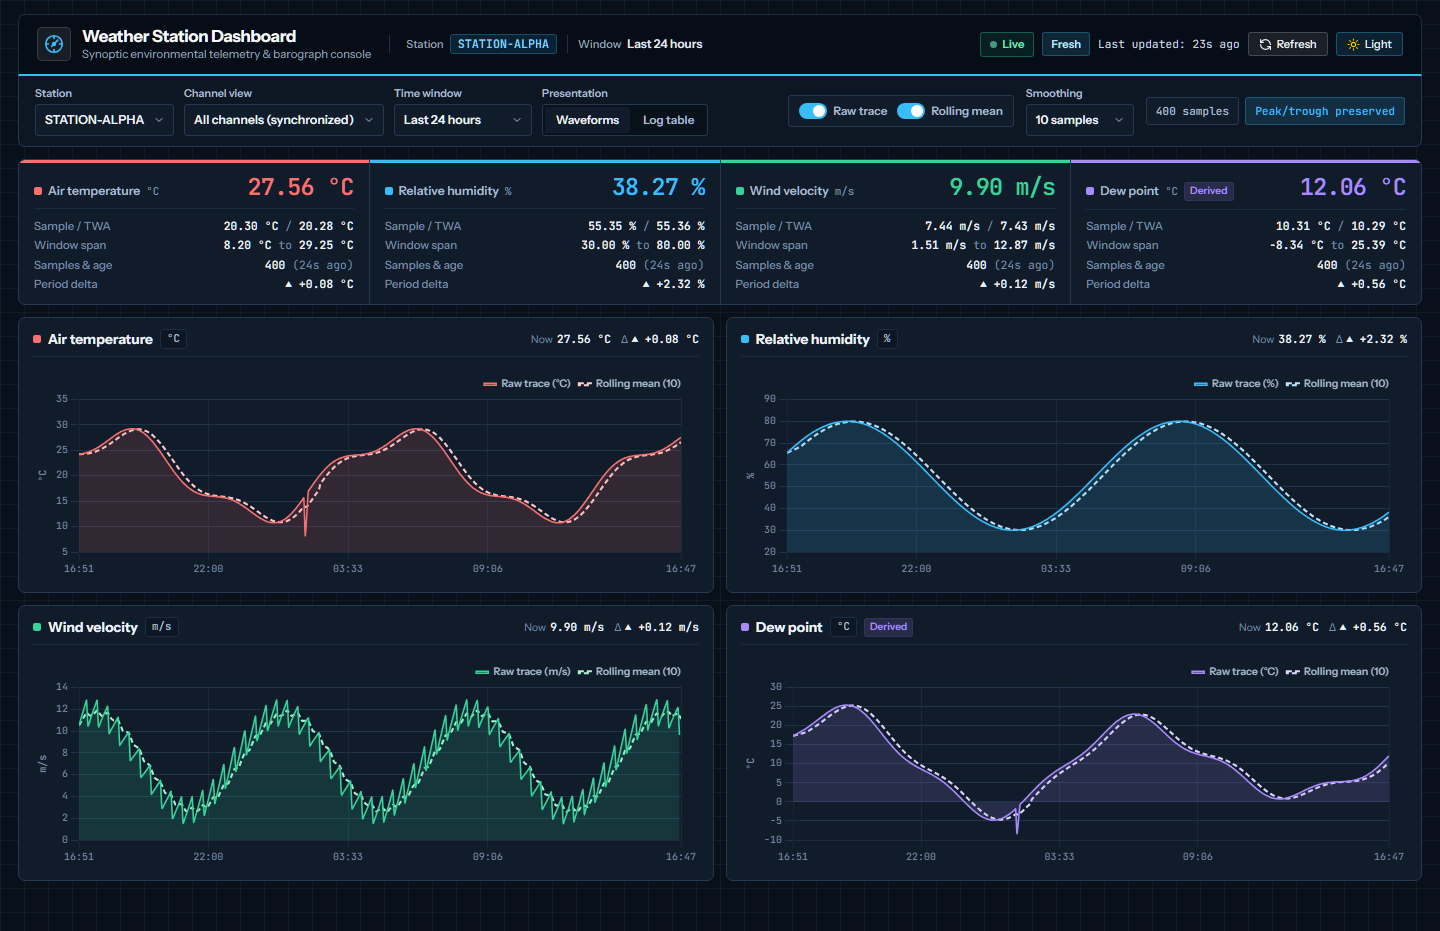 Weather Station Dashboard
Synoptic environmental telemetry & barograph console
Station STATION-ALPHA Window Last 24 hours
Live Fresh Last updated: 23s ago Refresh Light
Station Channel view Time window Presentation Smoothing
STATION-ALPHA All channels (synchronized) Last 24 hours Waveforms Log table Raw trace Rolling mean 10 samples 400 samples Peak/trough preserved
Air temperature °C 27.56 °C
Sample / TWA 20.30 °C / 20.28 °C
Window span 8.20 °C to 29.25 °C
Samples & age 400 (24s ago)
Period delta ▲ +0.08 °C
Relative humidity % 38.27 %
Sample / TWA 55.35 % / 55.36 %
Window span 30.00 % to 80.00 %
Samples & age 400 (24s ago)
Period delta ▲ +2.32 %
Wind velocity m/s 9.90 m/s
Sample / TWA 7.44 m/s / 7.43 m/s
Window span 1.51 m/s to 12.87 m/s
Samples & age 400 (24s ago)
Period delta ▲ +0.12 m/s
Dew point °C Derived 12.06 °C
Sample / TWA 10.31 °C / 10.29 °C
Window span -8.34 °C to 25.39 °C
Samples & age 400 (24s ago)
Period delta ▲ +0.56 °C
Air temperature °C Now 27.56 °C Δ ▲ +0.08 °C
Raw trace (°C) Rolling mean (10)
35
30
25
20
15
10
5
°C
16:51 22:00 03:33 09:06 16:47
Relative humidity % Now 38.27 % Δ ▲ +2.32 %
Raw trace (%) Rolling mean (10)
90
80
70
60
50
40
30
20
%
16:51 22:00 03:33 09:06 16:47
Wind velocity m/s Now 9.90 m/s Δ ▲ +0.12 m/s
Raw trace (m/s) Rolling mean (10)
14
12
10
8
6
4
2
0
m/s
16:51 22:00 03:33 09:06 16:47
Dew point °C Derived Now 12.06 °C Δ ▲ +0.56 °C
Raw trace (°C) Rolling mean (10)
30
25
20
15
10
5
0
-5
-10
°C
16:51 22:00 03:33 09:06 16:47